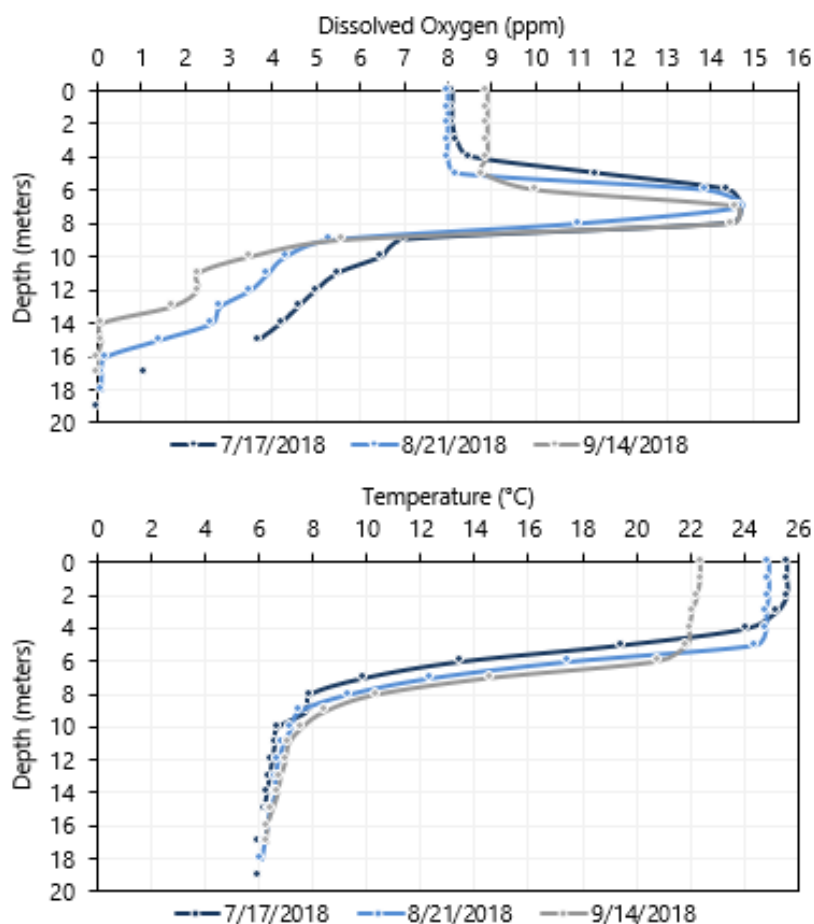 Dissolved Oxygen (ppm)
0 1 2 3 4 5 6 7 8 9 10 11 12 13 14 15 16
0
2
4
6
8
10
12
14
16
18
20
Depth (meters)
7/17/2018 8/21/2018 9/14/2018
Temperature (°C)
0 2 4 6 8 10 12 14 16 18 20 22 24 26
0
2
4
6
8
10
12
14
16
18
20
Depth (meters)
7/17/2018 8/21/2018 9/14/2018